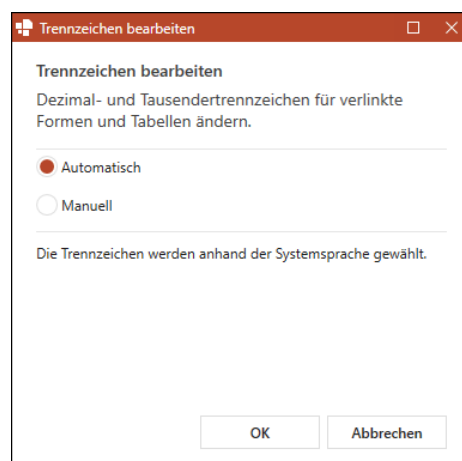 Trennzeichen bearbeiten
Trennzeichen bearbeiten
Dezimal- und Tausendertrennzeichen für verlinkte
Formen und Tabellen ändern.
Automatisch
Manuell
Die Trennzeichen werden anhand der Systemsprache gewählt.
OK
Abbrechen